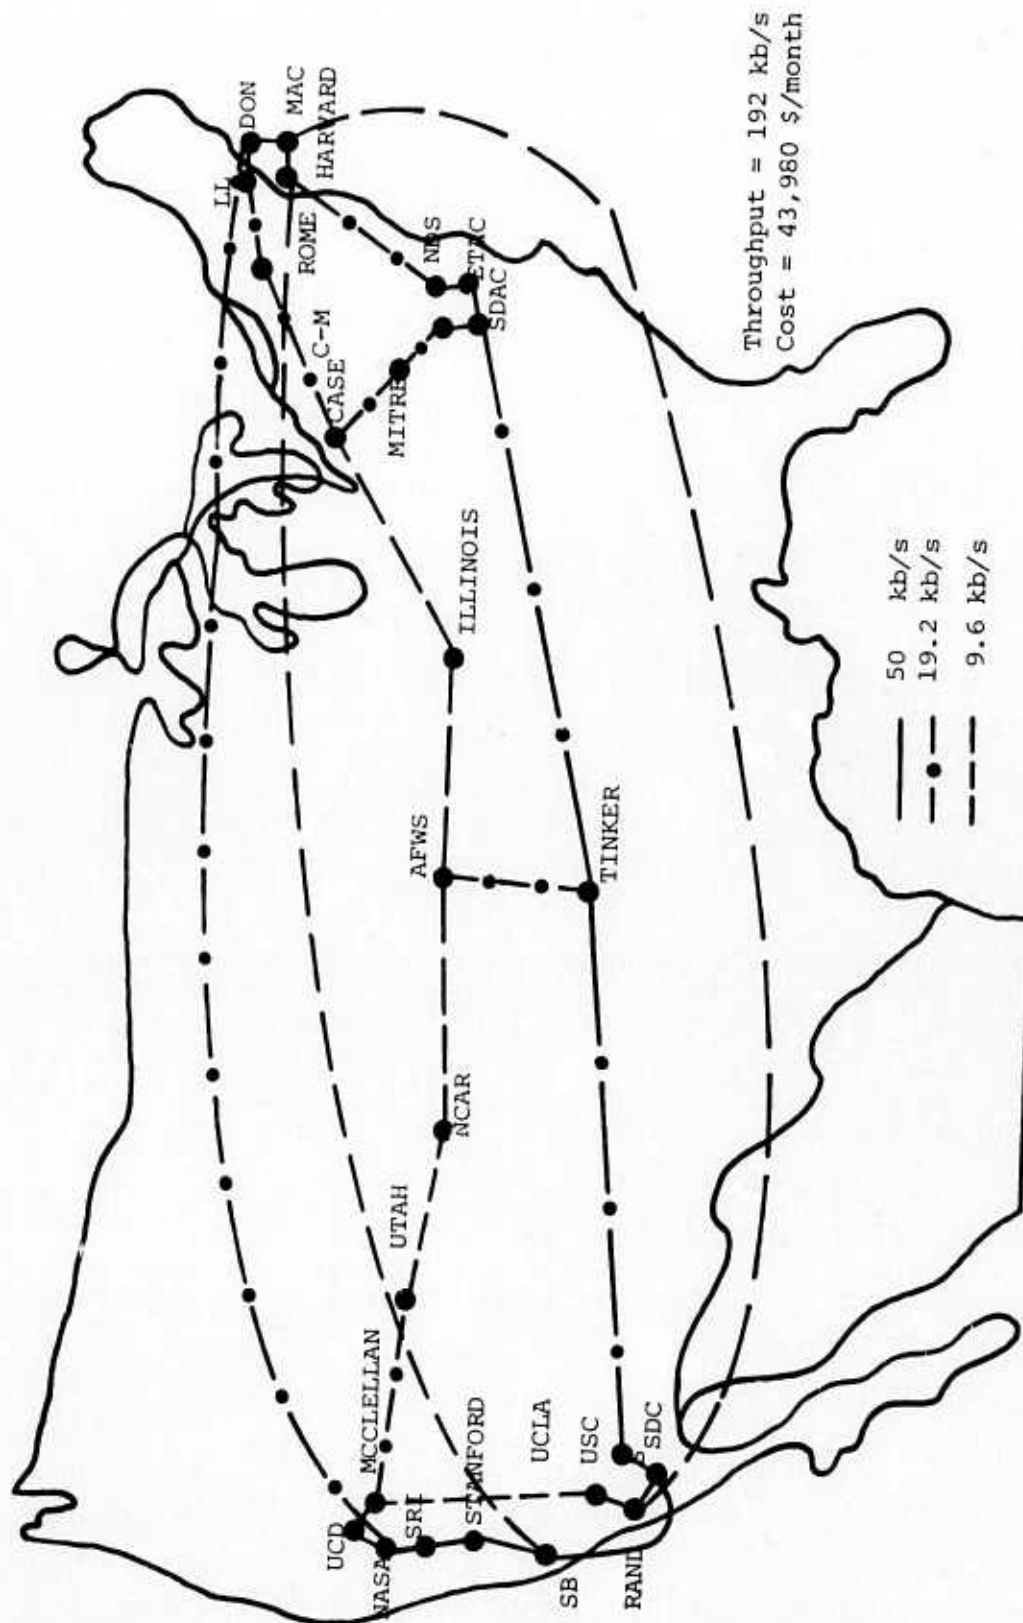 UCD
NASA
MCCLELLAN
SRI
STANFORD
SB
UCLA
USC
RAND
SDC
UTAH
NCAR
AFWS
TINKER
ILLINOIS
CASE
C-M
MITRE
ROME
LL
DON
MAC
HARVARD
NBS
ETAC
SDAC
Throughput = 192 kb/s
Cost = 43,980 $/month
50 kb/s
19.2 kb/s
9.6 kb/s